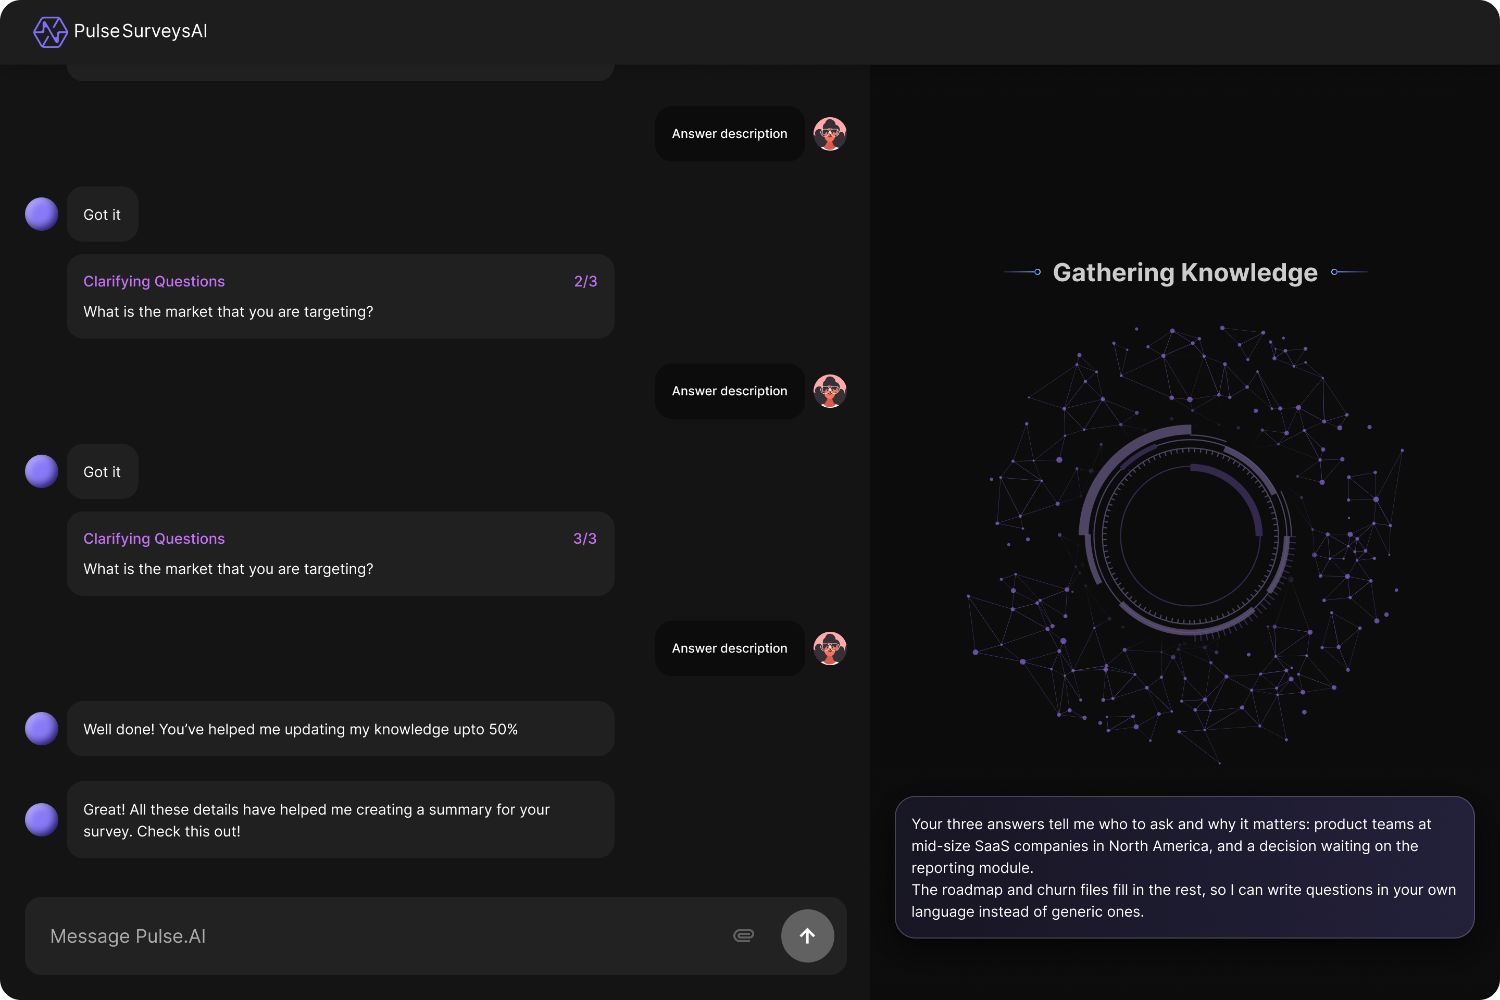 PulseSurveysAI
Answer description
Got it
Clarifying Questions 2/3
What is the market that you are targeting?
Answer description
Got it
Clarifying Questions 3/3
What is the market that you are targeting?
Answer description
Well done! You’ve helped me updating my knowledge upto 50%
Great! All these details have helped me creating a summary for your
survey. Check this out!
Message Pulse.AI
Gathering Knowledge
Your three answers tell me who to ask and why it matters: product teams at
mid-size SaaS companies in North America, and a decision waiting on the
reporting module.
The roadmap and churn files fill in the rest, so I can write questions in your own
language instead of generic ones.